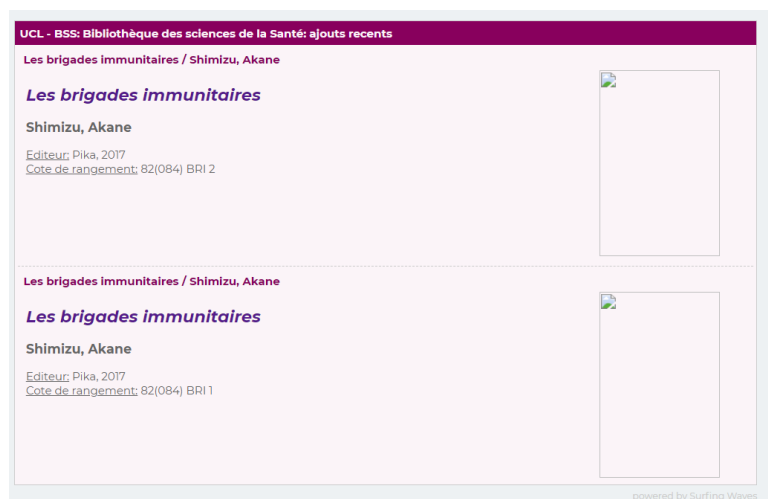 UCL - BSS: Bibliothèque des sciences de la Santé: ajouts recents
Les brigades immunitaires / Shimizu, Akane
Les brigades immunitaires
Shimizu, Akane
Editeur: Pika, 2017
Cote de rangement: 82(084) BRI 2
Les brigades immunitaires / Shimizu, Akane
Les brigades immunitaires
Shimizu, Akane
Editeur: Pika, 2017
Cote de rangement: 82(084) BRI 1
powered by Surfing Waves